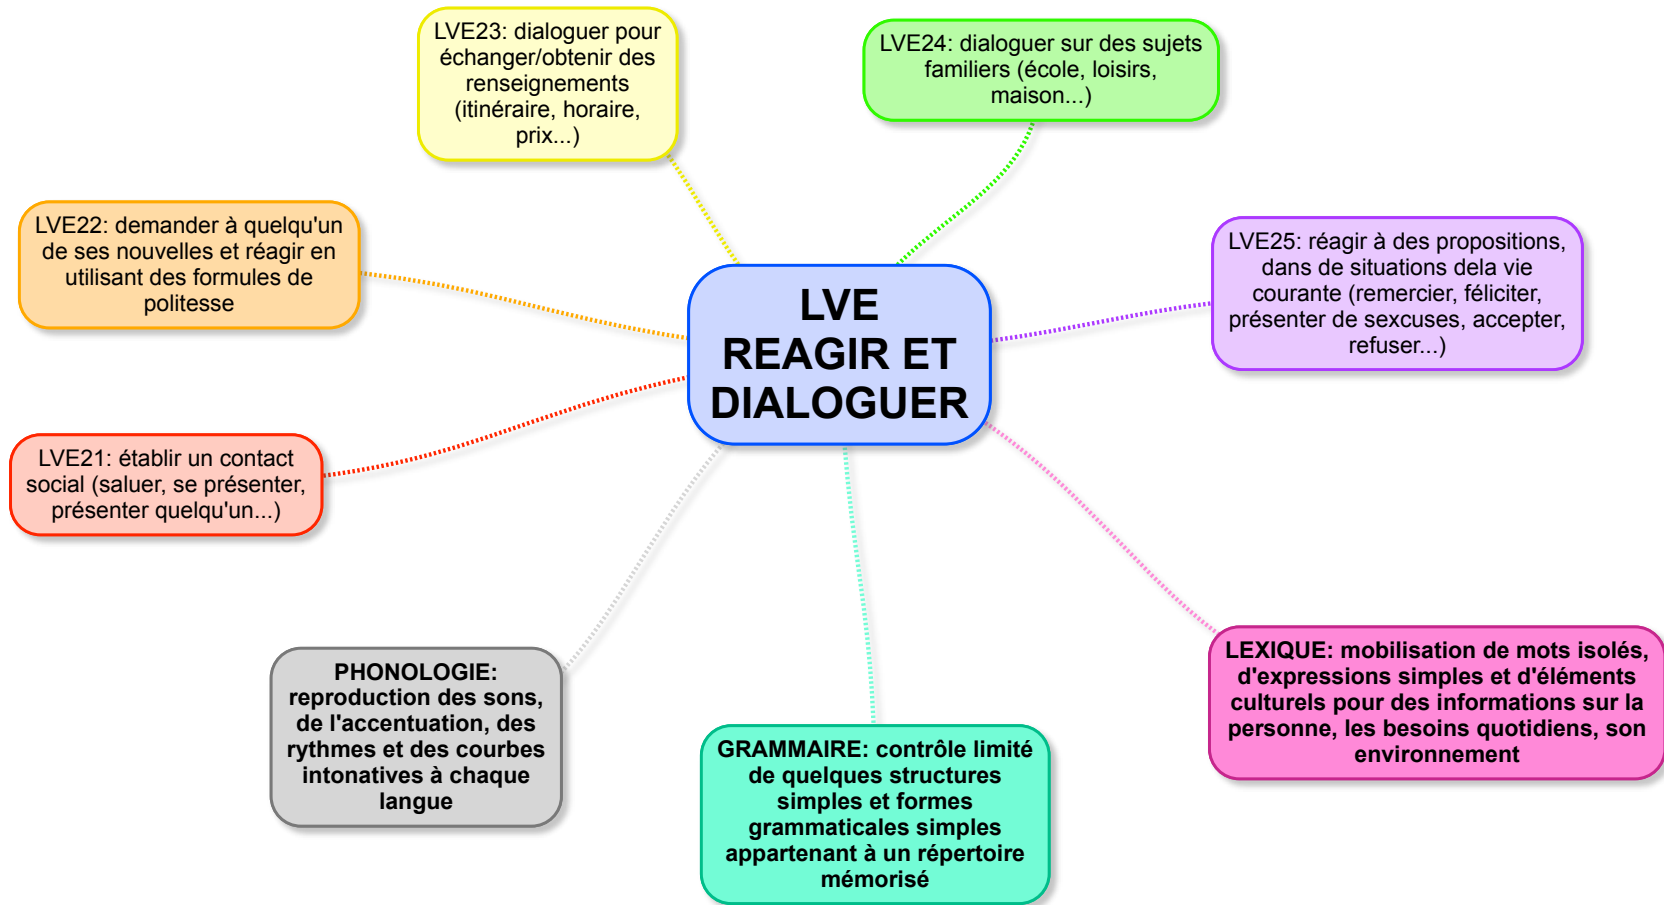 LVE23: dialoguer pour
échanger/obtenir des
renseignements
(itinéraire, horaire,
prix...)
LVE24: dialoguer sur des sujets
familiers (école, loisirs,
maison...)
LVE22: demander à quelqu'un
de ses nouvelles et réagir en
utilisant des formules de
politesse
LVE25: réagir à des propositions,
dans de situations dela vie
courante (remercier, féliciter,
présenter de sexcuses, accepter,
refuser...)
LVE
REAGIR ET
DIALOGUER
LVE21: établir un contact
social (saluer, se présenter,
présenter quelqu'un...)
PHONOLOGIE:
reproduction des sons,
de l'accentuation, des
rythmes et des courbes
intonatives à chaque
langue
GRAMMAIRE: contrôle limité
de quelques structures
simples et formes
grammaticales simples
appartenant à un répertoire
mémorisé
LEXIQUE: mobilisation de mots isolés,
d'expressions simples et d'éléments
culturels pour des informations sur la
personne, les besoins quotidiens, son
environnement